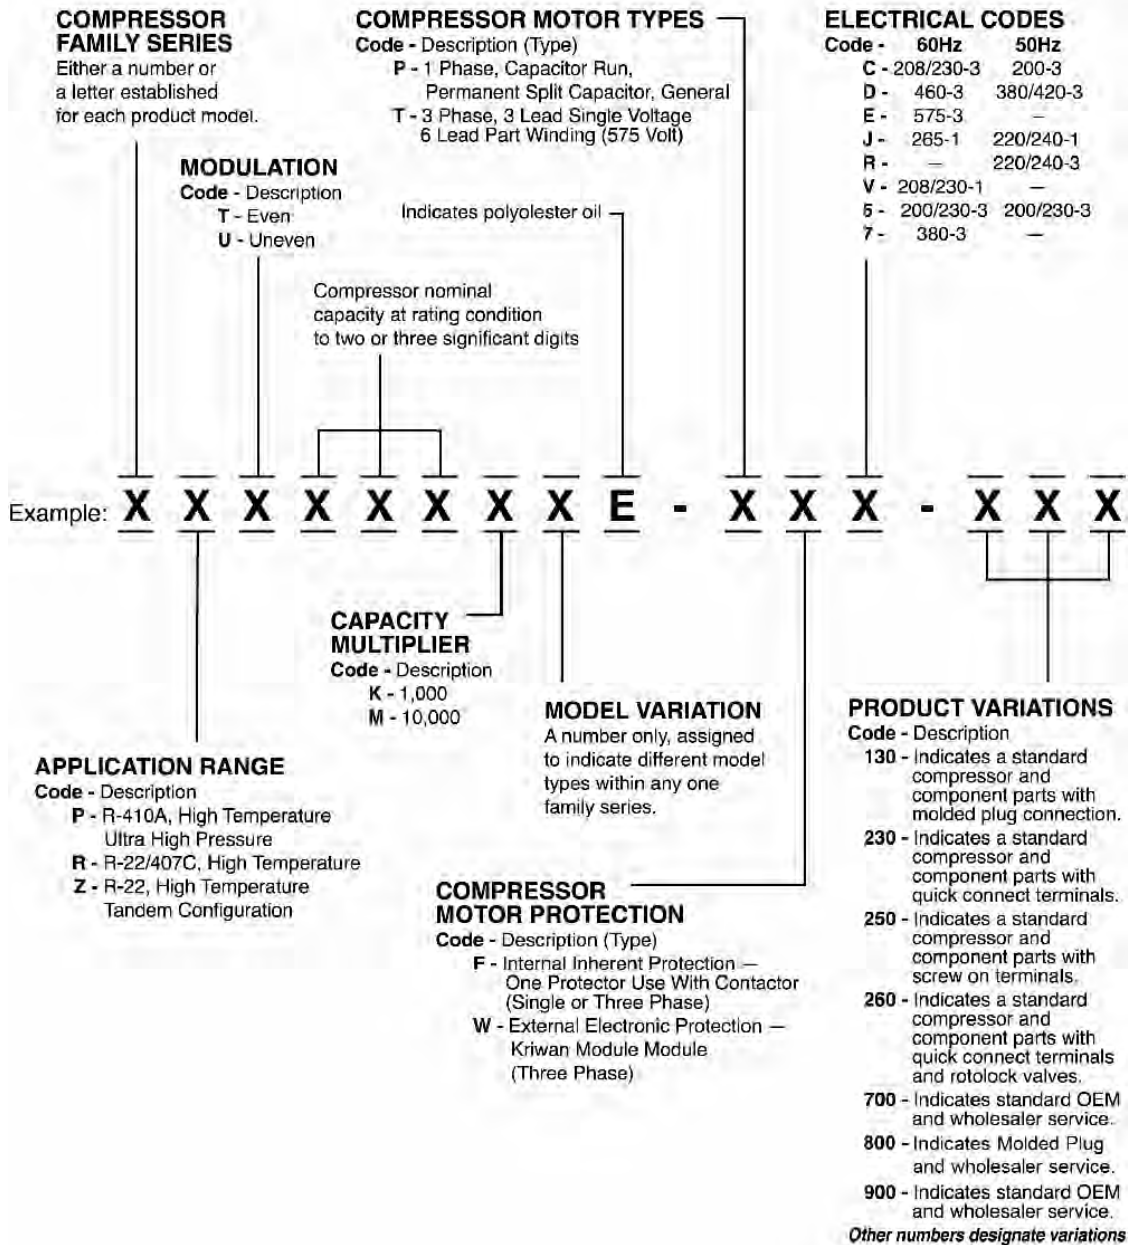 COMPRESSOR
FAMILY SERIES
Either a number or
a letter established
for each product model.
MODULATION
Code - Description
T - Even
U - Uneven
COMPRESSOR MOTOR TYPES
Code - Description (Type)
P - 1 Phase, Capacitor Run,
Permanent Split Capacitor, General
T - 3 Phase, 3 Lead Single Voltage
6 Lead Part Winding (575 Volt)
Indicates polyolester oil
Compressor nominal
capacity at rating condition
to two or three significant digits
ELECTRICAL CODES
Code - 60Hz 50Hz
C - 208/230-3 200-3
D - 460-3 380/420-3
E - 575-3 –
J - 265-1 220/240-1
R - – 220/240-3
V - 208/230-1 –
5 - 200/230-3 200/230-3
7 - 380-3 –
Example: X X X X X X X X E - X X X - X X X
CAPACITY
MULTIPLIER
Code - Description
K - 1,000
M - 10,000
APPLICATION RANGE
Code - Description
P - R-410A, High Temperature
Ultra High Pressure
R - R-22/407C, High Temperature
Z - R-22, High Temperature
Tandem Configuration
MODEL VARIATION
A number only, assigned
to indicate different model
types within any one
family series.
COMPRESSOR
MOTOR PROTECTION
Code - Description (Type)
F - Internal Inherent Protection —
One Protector Use With Contactor
(Single or Three Phase)
W - External Electronic Protection —
Kriwan Module Module
(Three Phase)
PRODUCT VARIATIONS
Code - Description
130 - Indicates a standard
compressor and
component parts with
molded plug connection.
230 - Indicates a standard
compressor and
component parts with
quick connect terminals.
250 - Indicates a standard
compressor and
component parts with
screw on terminals.
260 - Indicates a standard
compressor and
component parts with
quick connect terminals
and rotolock valves.
700 - Indicates standard OEM
and wholesaler service.
800 - Indicates Molded Plug
and wholesaler service.
900 - Indicates standard OEM
and wholesaler service.
Other numbers designate variations